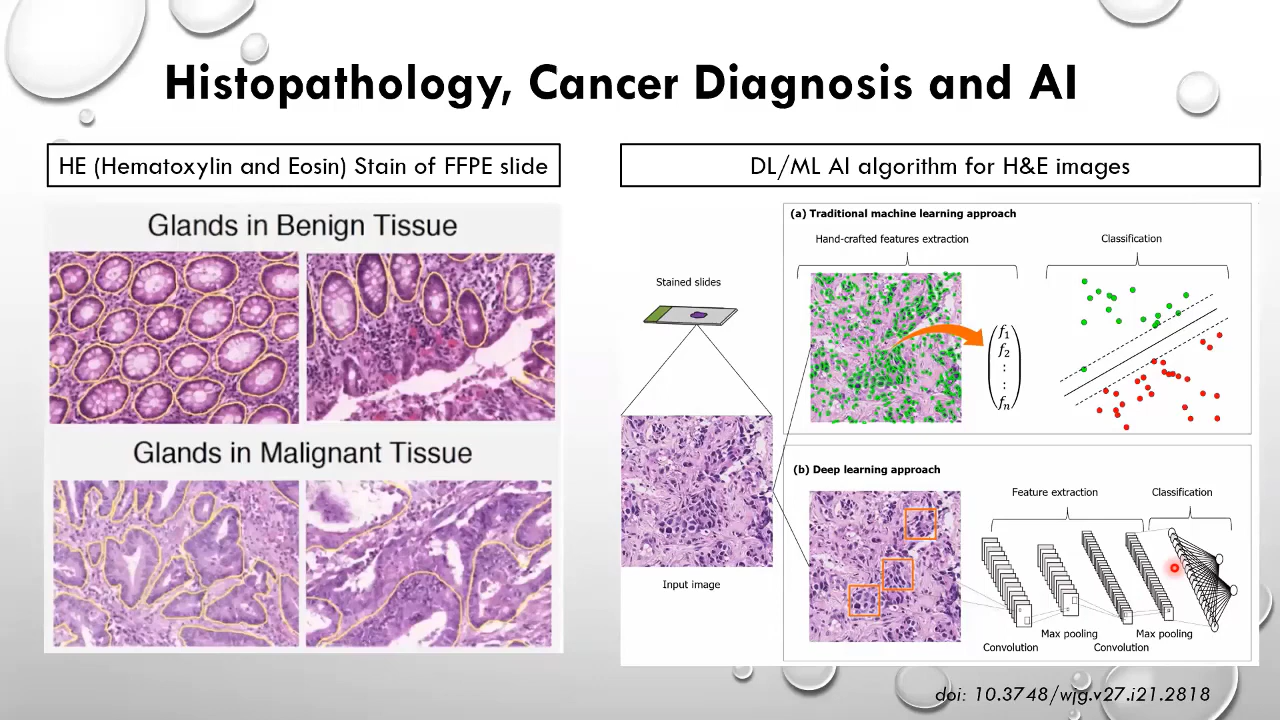 Histopathology, Cancer Diagnosis and AI
HE (Hematoxylin and Eosin) Stain of FFPE slide
Glands in Benign Tissue
Glands in Malignant Tissue
DL/ML AI algorithm for H&E images
Stained slides
Input image
(a) Traditional machine learning approach
Hand-crafted features extraction
Classification
f₁
f₂
:
:
fₙ
(b) Deep learning approach
Feature extraction
Classification
Convolution
Max pooling
Convolution
Max pooling
doi: 10.3748/wjg.v27.i21.2818